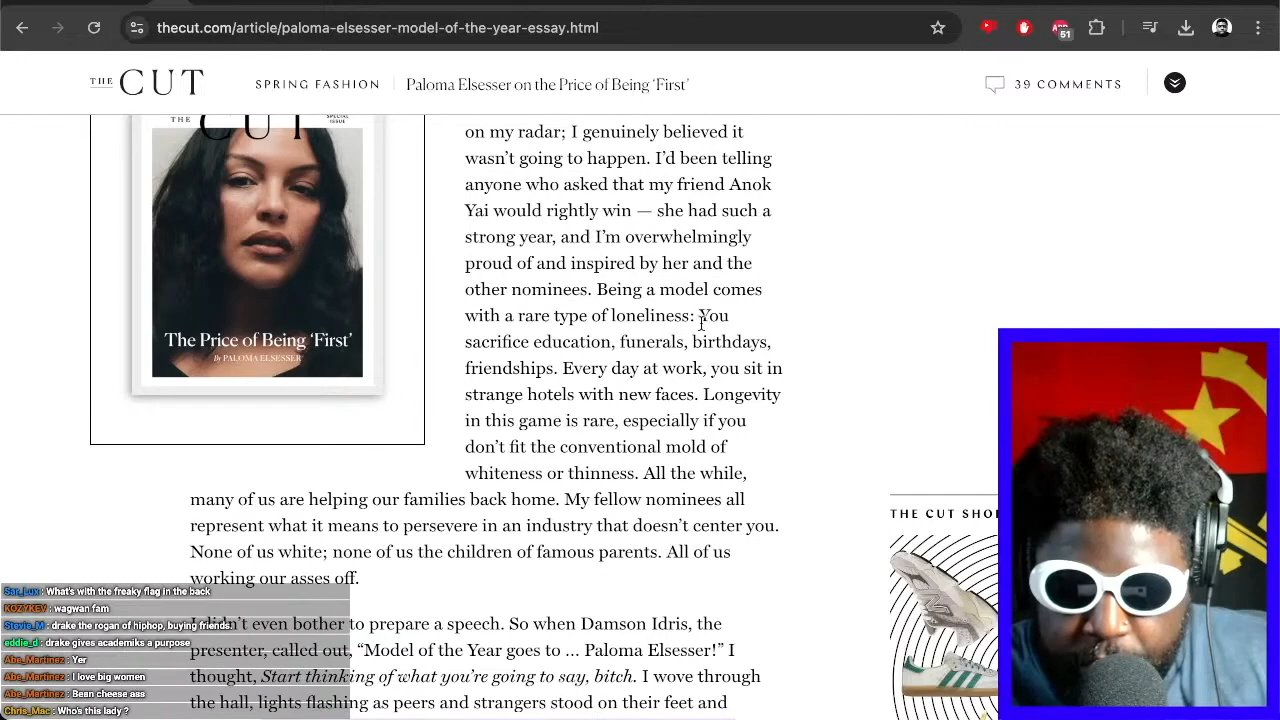 thecut.com/article/paloma-elsesser-model-of-the-year-essay.html
51
THE CUT
SPRING FASHION
Paloma Elsesser on the Price of Being ‘First’
39 COMMENTS
THE CUT
SPECIAL
ISSUE
The Price of Being ‘First’
By PALOMA ELSESSER
on my radar; I genuinely believed it
wasn’t going to happen. I’d been telling
anyone who asked that my friend Anok
Yai would rightly win — she had such a
strong year, and I’m overwhelmingly
proud of and inspired by her and the
other nominees. Being a model comes
with a rare type of loneliness: You
sacrifice education, funerals, birthdays,
friendships. Every day at work, you sit in
strange hotels with new faces. Longevity
in this game is rare, especially if you
don’t fit the conventional mold of
whiteness or thinness. All the while,
many of us are helping our families back home. My fellow nominees all
represent what it means to persevere in an industry that doesn’t center you.
None of us white; none of us the children of famous parents. All of us
working our asses off.
didn’t even bother to prepare a speech. So when Damson Idris, the
presenter, called out, “Model of the Year goes to ... Paloma Elsesser!” I
thought, Start thinking of what you’re going to say, bitch. I wove through
the hall, lights flashing as peers and strangers stood on their feet and
THE CUT SHO
Sar_Lux: What's with the freaky flag in the back
KOZYKEV: wagwan fam
Stevie_M: drake the rogan of hiphop, buying friends.
eddie_d: drake gives academiks a purpose
Abe_Martinez: Yer
Abe_Martinez: I love big women
Abe_Martinez: Bean cheese ass
Chris_Mac: Who's this lady ?